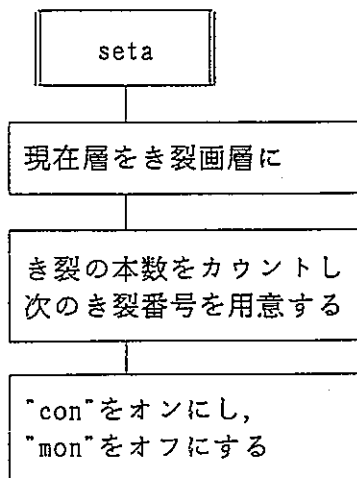 seta
現在層をき裂画層に
き裂の本数をカウントし
次のき裂番号を用意する
"con"をオンにし,
"mon"をオフにする